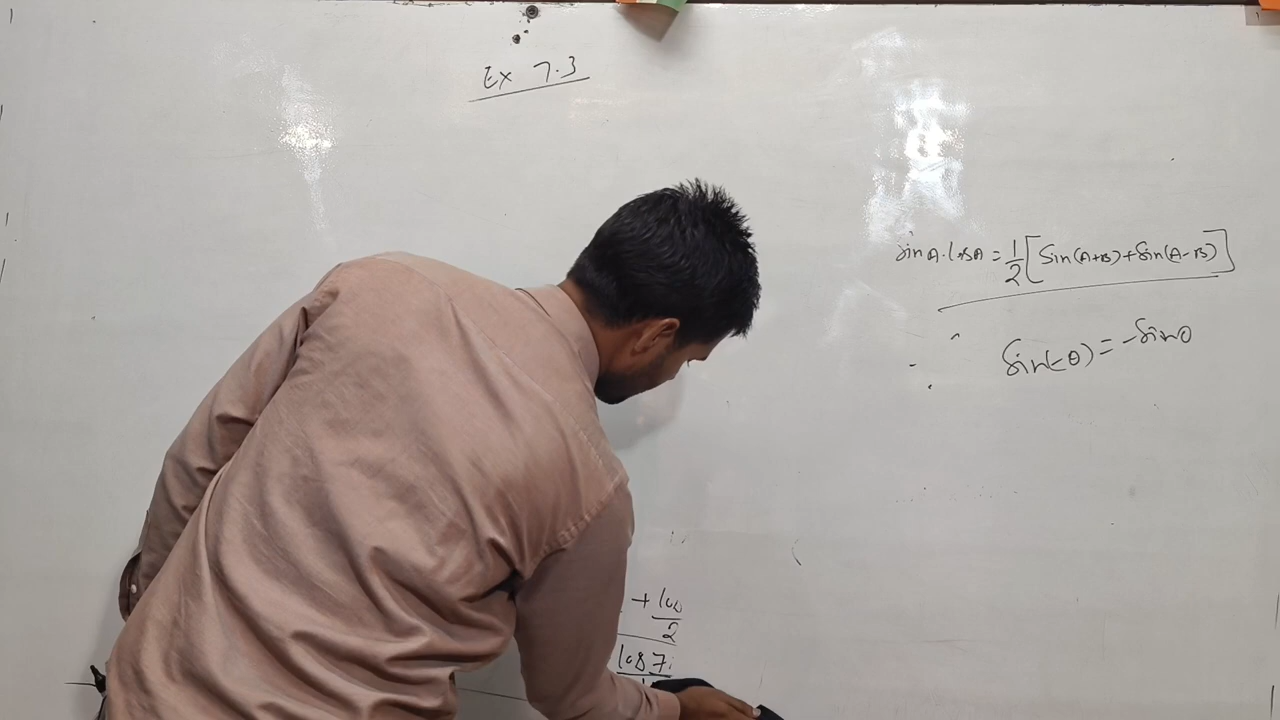 Ex 7.3
sinA.cosA = 1/2 [Sin(A+B)+Sin(A-B)]
Sin(-θ) = -Sinθ
+ cos
2
cos7